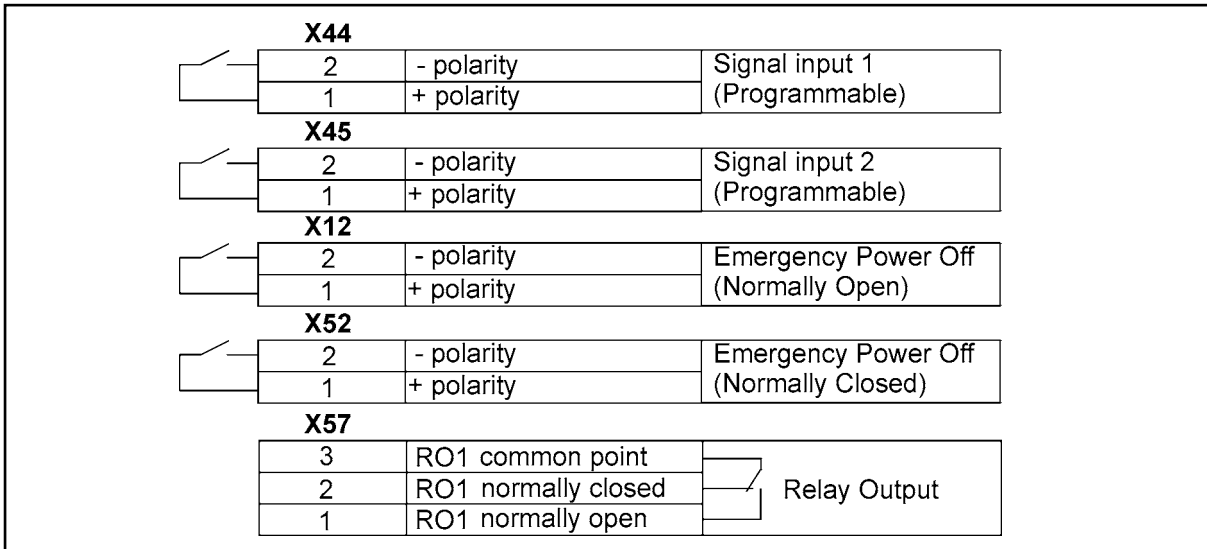 X44
2 - polarity Signal input 1
1 + polarity (Programmable)
X45
2 - polarity Signal input 2
1 + polarity (Programmable)
X12
2 - polarity Emergency Power Off
1 + polarity (Normally Open)
X52
2 - polarity Emergency Power Off
1 + polarity (Normally Closed)
X57
3 RO1 common point
2 RO1 normally closed Relay Output
1 RO1 normally open